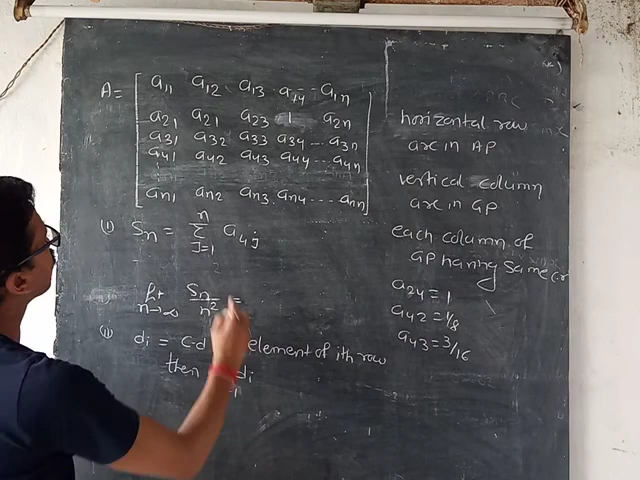 A = [ a11 a12 a13 a14 -- a1n
a21 a21 a23 1 a2n
a31 a32 a33 a34 ... a3n
a41 a42 a43 a44 ... a4n
an1 an2 an3 an4 ... ann ]
(i) Sn = n Σ J=1 a4j
Lt n→∞ Sn/n² =
(ii) di = c-d element of ith row
then di
horizontal row
are in AP
vertical column
are in GP
each column of
GP having same c.r
a24 = 1
a42 = 1/8
a43 = 3/16